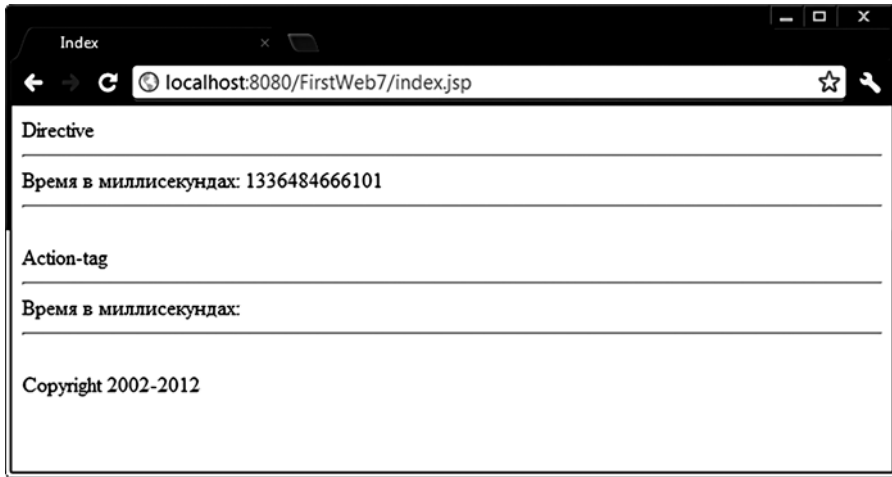 Index
localhost:8080/FirstWeb7/index.jsp
Directive
Время в миллисекундах: 1336484666101
Action-tag
Время в миллисекундах:
Copyright 2002-2012